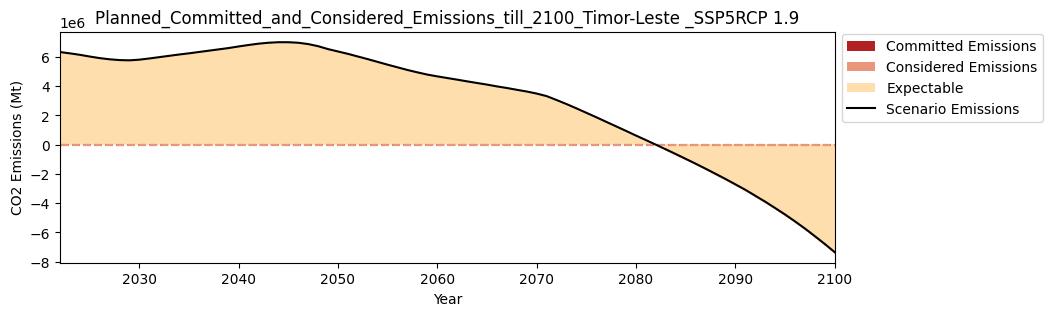 Planned_Committed_and_Considered_Emissions_till_2100_Timor-Leste _SSP5RCP 1.9
1e6
6
4
2
0
−2
−4
−6
−8
CO2 Emissions (Mt)
2030 2040 2050 2060 2070 2080 2090 2100
Year
Committed Emissions
Considered Emissions
Expectable
Scenario Emissions